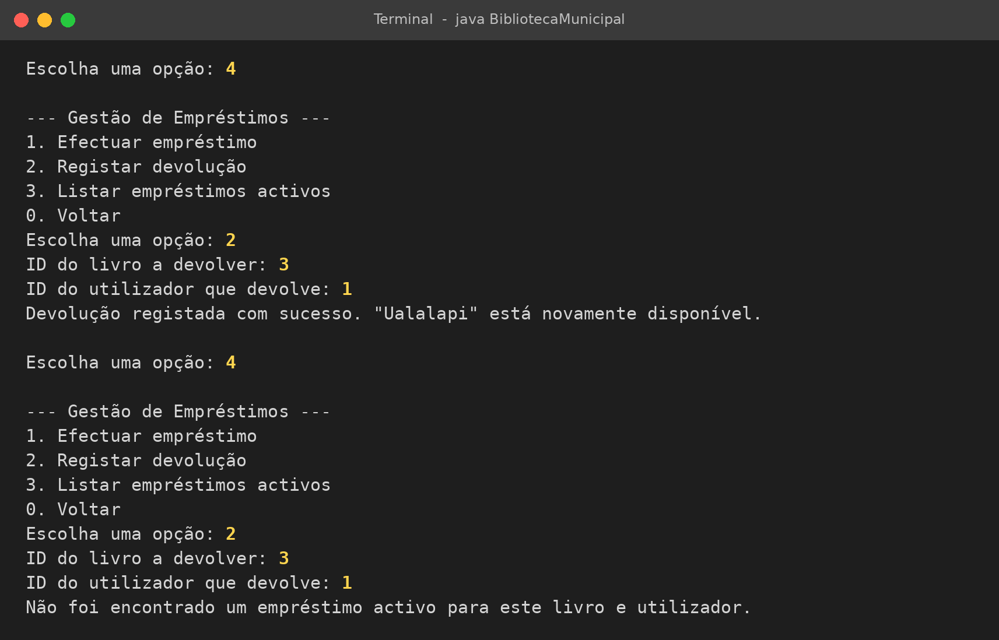 Terminal  -  java BibliotecaMunicipal
Escolha uma opção: 4
--- Gestão de Empréstimos ---
1. Efectuar empréstimo
2. Registar devolução
3. Listar empréstimos activos
0. Voltar
Escolha uma opção: 2
ID do livro a devolver: 3
ID do utilizador que devolve: 1
Devolução registada com sucesso. "Ualalapi" está novamente disponível.
Escolha uma opção: 4
--- Gestão de Empréstimos ---
1. Efectuar empréstimo
2. Registar devolução
3. Listar empréstimos activos
0. Voltar
Escolha uma opção: 2
ID do livro a devolver: 3
ID do utilizador que devolve: 1
Não foi encontrado um empréstimo activo para este livro e utilizador.